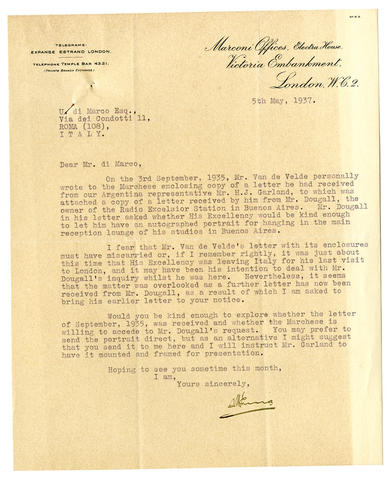 TELEGRAMS:
EXPANSE ESTRAND LONDON.
TELEPHONE TEMPLE BAR 4321.
(PRIVATE BRANCH EXCHANGE)
Marconi Offices, Electra House,
Victoria Embankment,
London, W.C.2.
5th May, 1937.
U. di Marco Esq.,
Via dei Condotti 11,
ROMA (108),
ITALY.
Dear Mr. di Marco,
On the 3rd September, 1935, Mr. Van de Velde personally
wrote to the Marchese enclosing copy of a letter he had received
from our Argentina representative Mr. H.J. Garland, to which was
attached a copy of a letter received by him from Mr. Dougall, the
owner of the Radio Excelsior Station in Buenos Aires. Mr. Dougall
in his letter asked whether His Excellency would be kind enough
to let him have an autographed portrait for hanging in the main
reception lounge of his studios in Buenos Aires.
I fear that Mr. Van de Velde's letter with its enclosures
must have miscarried or, if I remember rightly, it was just about
this time that His Excellency was leaving Italy for his last visit
to London, and it may have been his intention to deal with Mr.
Dougall's inquiry whilst he was here. Nevertheless, it seems
that the matter was overlooked as a further letter has now been
received from Mr. Dougall, as a result of which I am asked to
bring his earlier letter to your notice.
Would you be kind enough to explore whether the letter
of September, 1935, was received and whether the Marchese is
willing to accede to Mr. Dougall's request. You may prefer to
send the portrait direct, but as an alternative I might suggest
that you send it to me here and I will instruct Mr. Garland to
have it mounted and framed for presentation.
Hoping to see you sometime this month,
I am,
Yours sincerely,